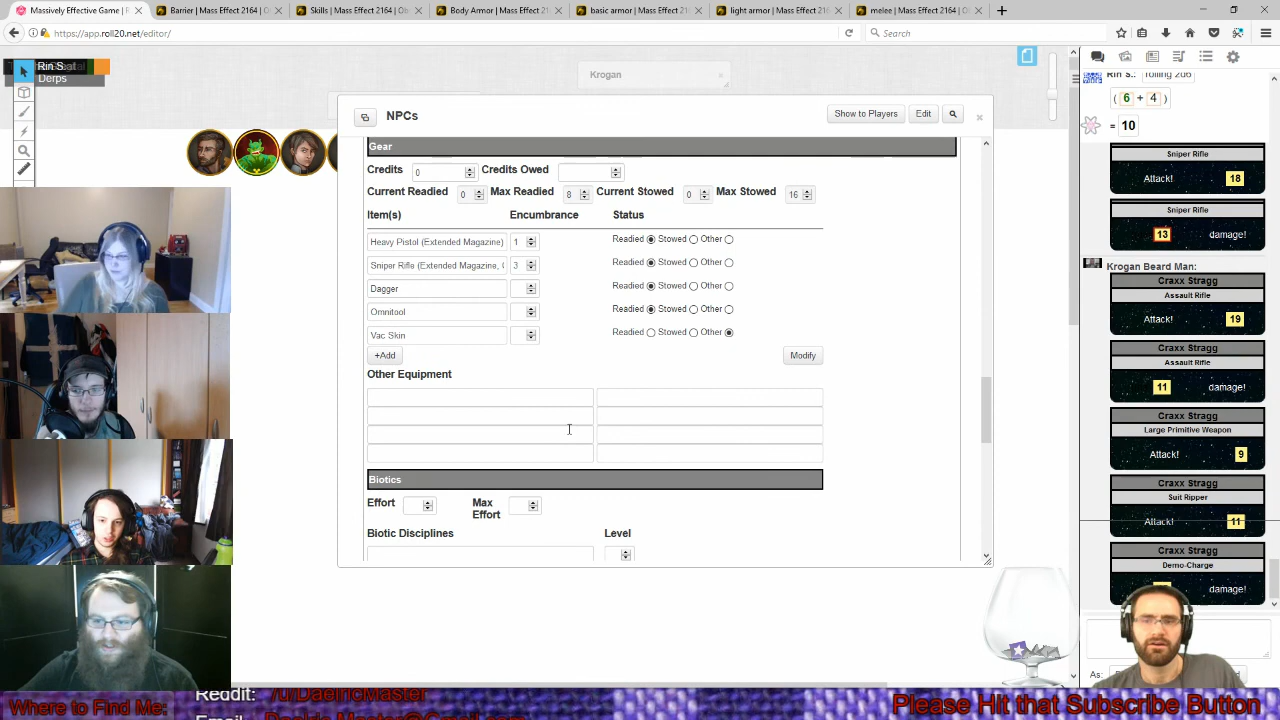 Massively Effective Game | R
Barrier | Mass Effect 2164 | O
Skills | Mass Effect 2164 | Ob
Body Armor | Mass Effect 2
basic armor | Mass Effect 2
light armor | Mass Effect 2
melee | Mass Effect 2164 | O
https://app.roll20.net/editor/
Search
Rin S.
Derps
Krogan
NPCs
Show to Players
Edit
Gear
Credits 0 Credits Owed
Current Readied 0 Max Readied 8 Current Stowed 0 Max Stowed 16
Item(s) Encumbrance Status
Heavy Pistol (Extended Magazine) 1 Readied Stowed Other
Sniper Rifle (Extended Magazine, 3 Readied Stowed Other
Dagger Readied Stowed Other
Omnitool Readied Stowed Other
Vac Skin Readied Stowed Other
+Add Modify
Other Equipment
Biotics
Effort Max Effort
Biotic Disciplines Level
Rin S.: rolling 2d6
( 6 + 4 )
= 10
Sniper Rifle
Attack! 18
Sniper Rifle
13 damage!
Krogan Beard Man:
Craxx Stragg
Assault Rifle
Attack! 19
Craxx Stragg
Assault Rifle
11 damage!
Craxx Stragg
Large Primitive Weapon
Attack! 9
Craxx Stragg
Suit Ripper
Attack! 11
Craxx Stragg
Demo-Charge
damage!
As:
Where to Find Me:
Reddit: /u/DaelricMaster
Please Hit that Subscribe Button